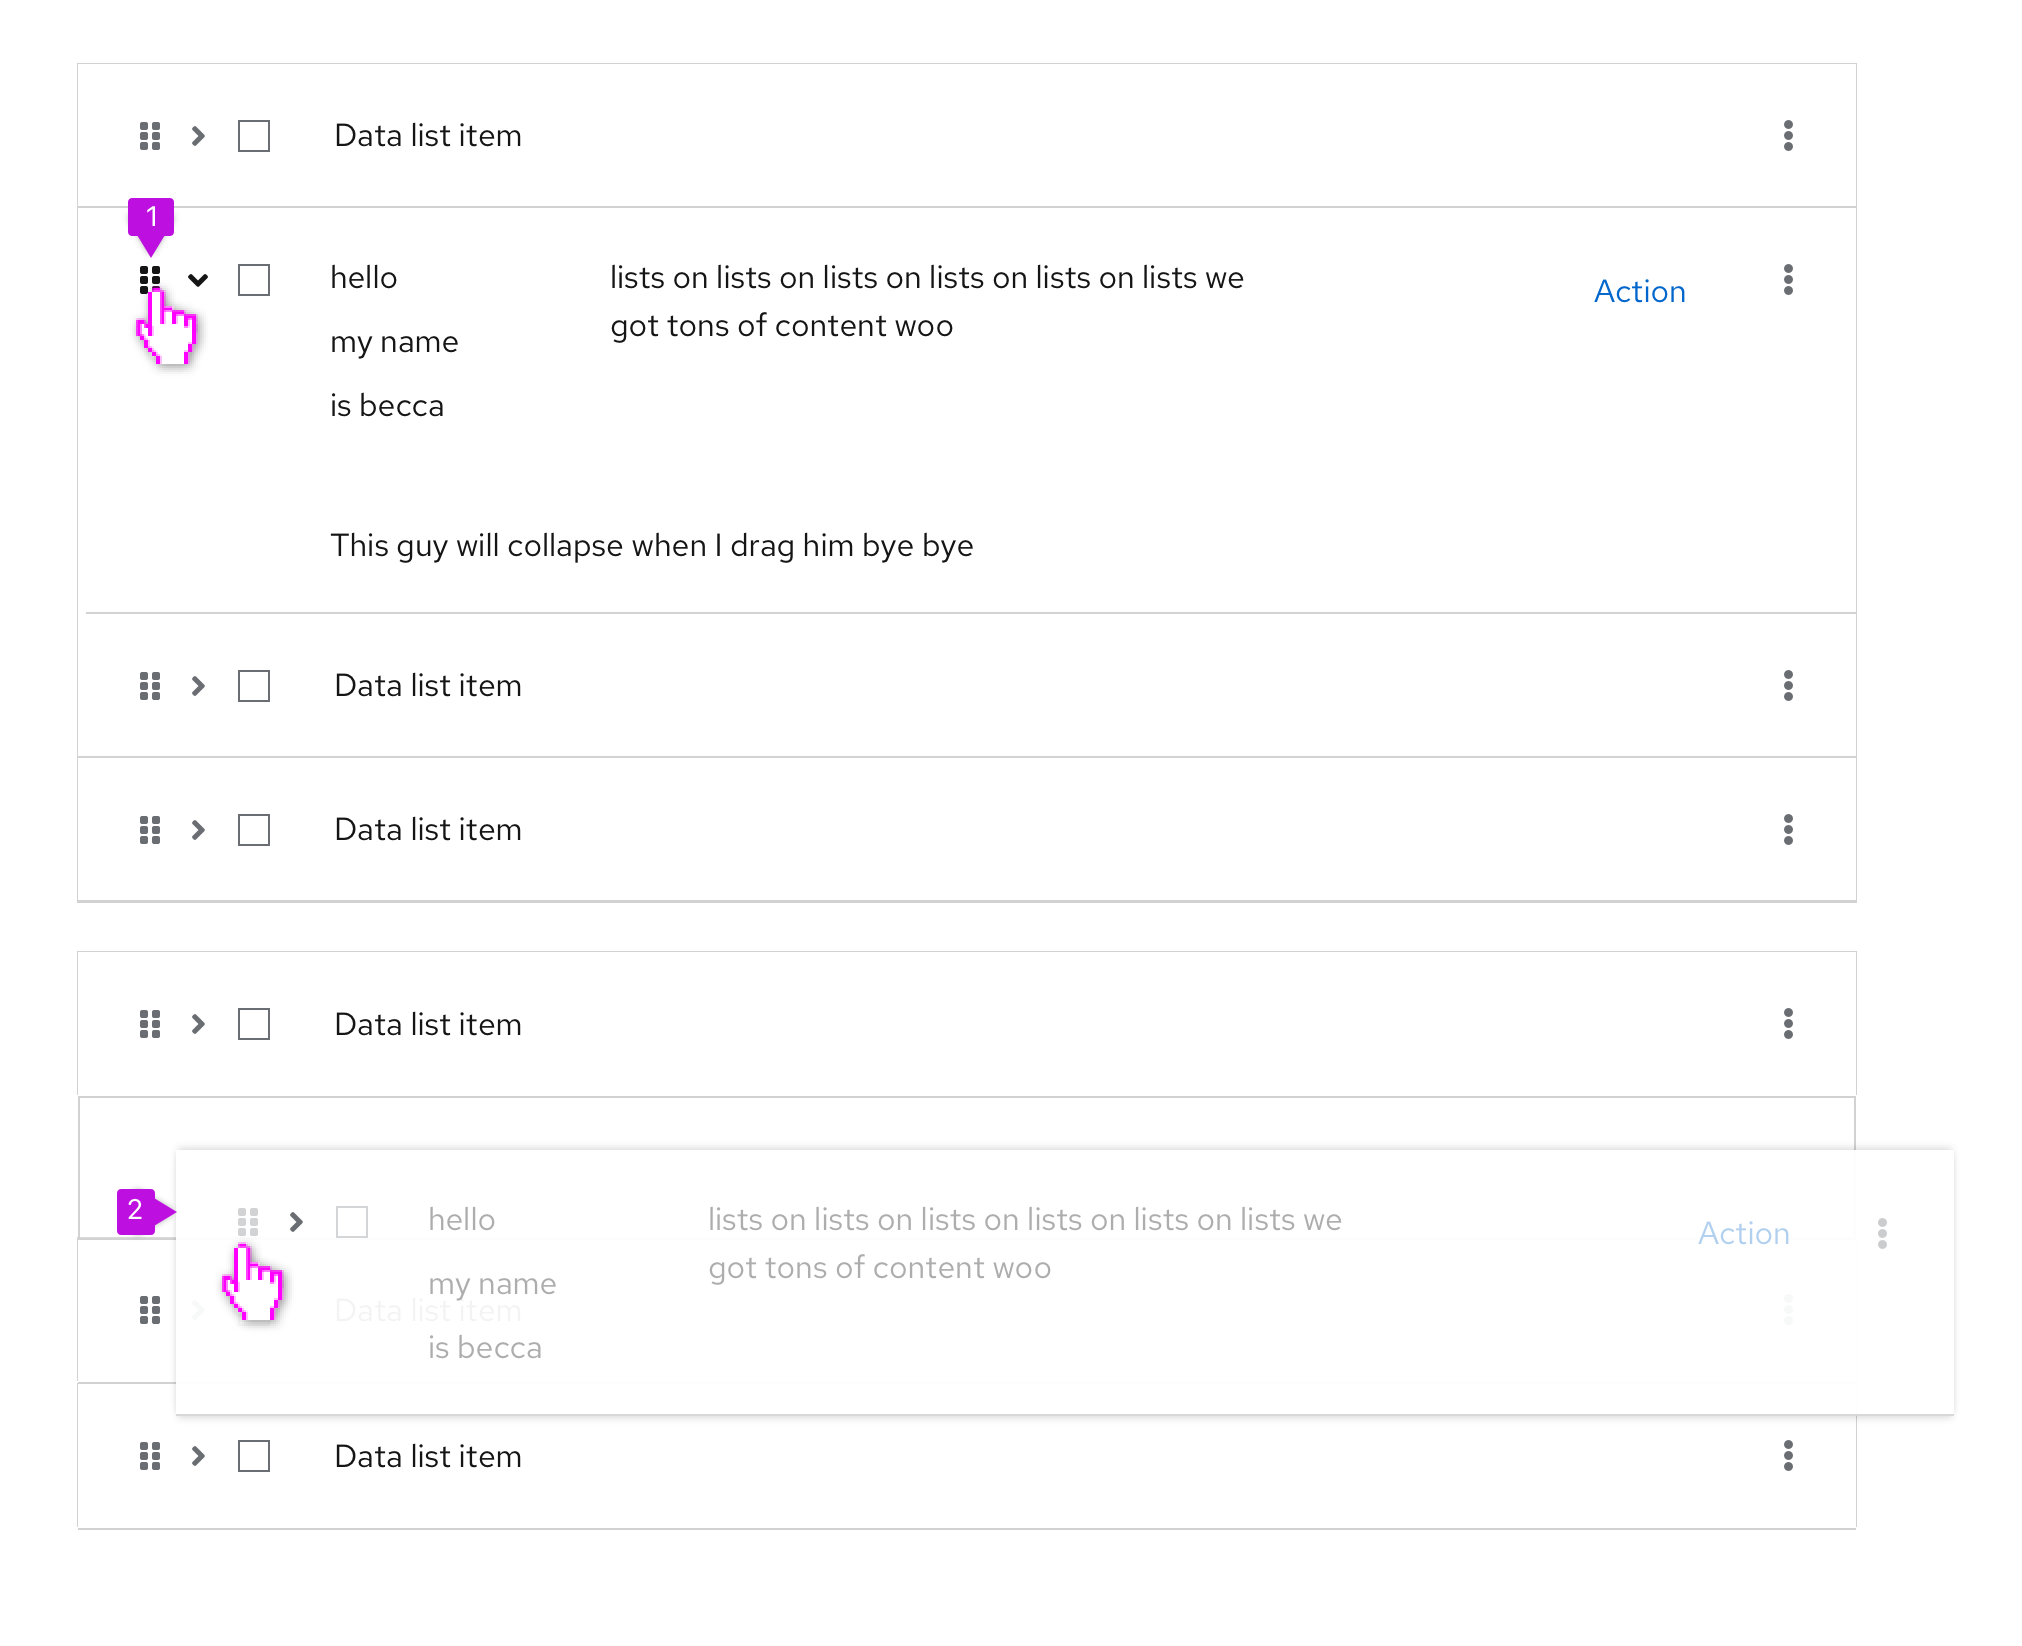 Data list item
1
hello
lists on lists on lists on lists on lists on lists we
got tons of content woo
Action
my name
is becca
This guy will collapse when I drag him bye bye
Data list item
Data list item
Data list item
2
hello
lists on lists on lists on lists on lists on lists we
got tons of content woo
Action
my name
Data list item
is becca
Data list item